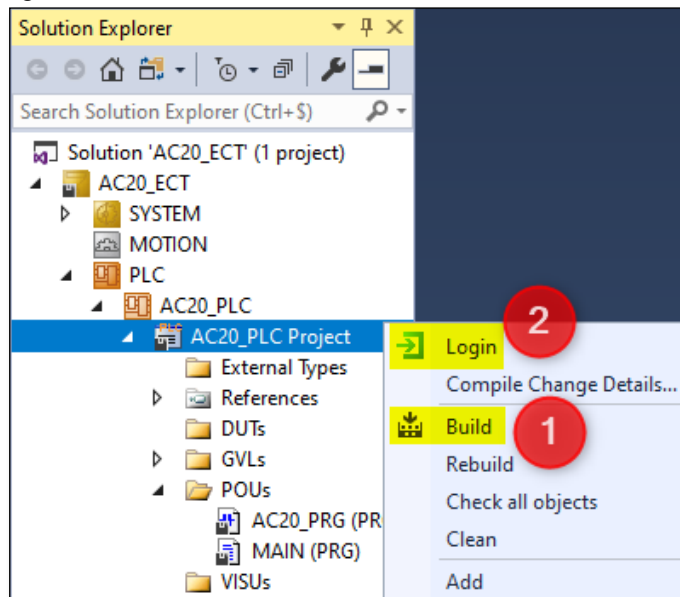 Solution Explorer
Search Solution Explorer (Ctrl+$)
Solution 'AC20_ECT' (1 project)
AC20_ECT
SYSTEM
MOTION
PLC
AC20_PLC
AC20_PLC Project
External Types
References
DUTs
GVLs
POUs
AC20_PRG (PR
MAIN (PRG)
VISUs
2
Login
Compile Change Details...
Build
1
Rebuild
Check all objects
Clean
Add